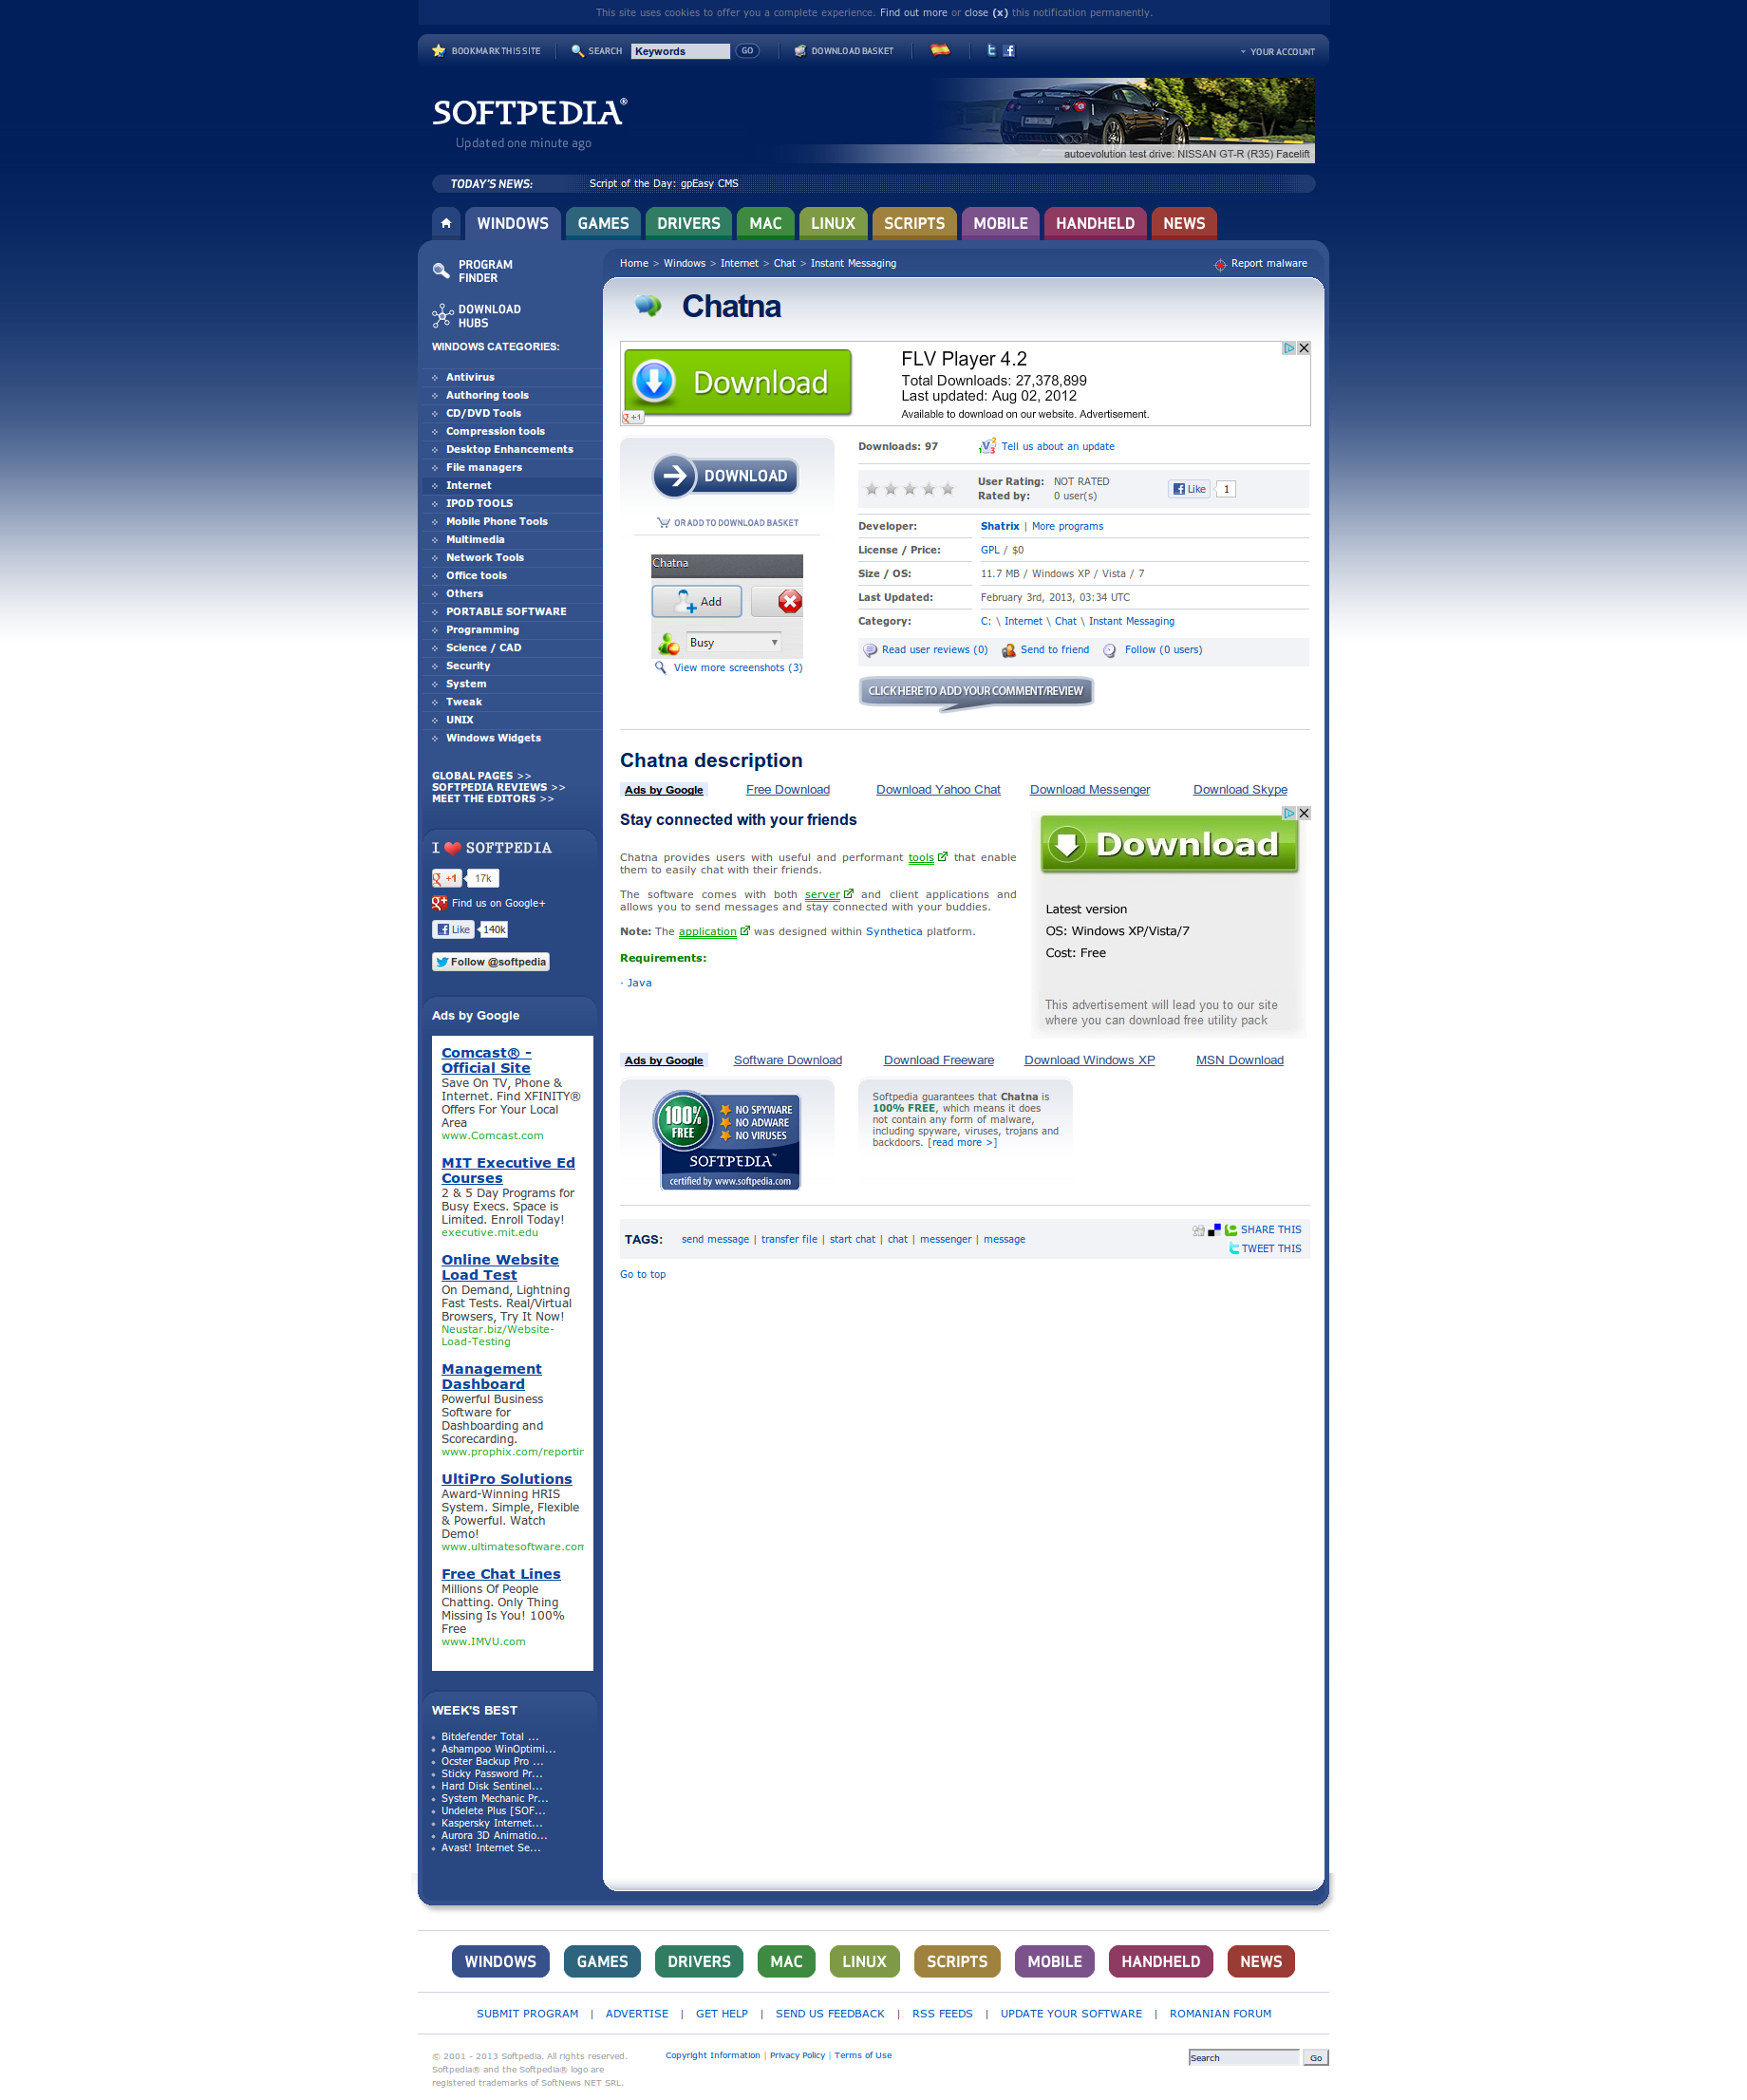 This site uses cookies to offer you a complete experience. Find out more or close (x) this notification permanently.
BOOKMARK THIS SITE
SEARCH
Keywords
GO
DOWNLOAD BASKET
YOUR ACCOUNT
SOFTPEDIA®
Updated one minute ago
autoevolution test drive: NISSAN GT-R (R35) Facelift
TODAY'S NEWS:
Script of the Day: gpEasy CMS
WINDOWS GAMES DRIVERS MAC LINUX SCRIPTS MOBILE HANDHELD NEWS
PROGRAM
FINDER
DOWNLOAD
HUBS
WINDOWS CATEGORIES:
Antivirus
Authoring tools
CD/DVD Tools
Compression tools
Desktop Enhancements
File managers
Internet
IPOD TOOLS
Mobile Phone Tools
Multimedia
Network Tools
Office tools
Others
PORTABLE SOFTWARE
Programming
Science / CAD
Security
System
Tweak
UNIX
Windows Widgets
GLOBAL PAGES >>
SOFTPEDIA REVIEWS >>
MEET THE EDITORS >>
I SOFTPEDIA
+1 17k
Find us on Google+
Like 140k
Follow @softpedia
Ads by Google
Comcast® -
Official Site
Save On TV, Phone &
Internet. Find XFINITY®
Offers For Your Local
Area
www.Comcast.com
MIT Executive Ed
Courses
2 & 5 Day Programs for
Busy Execs. Space is
Limited. Enroll Today!
executive.mit.edu
Online Website
Load Test
On Demand, Lightning
Fast Tests. Real/Virtual
Browsers, Try It Now!
Neustar.biz/Website-
Load-Testing
Management
Dashboard
Powerful Business
Software for
Dashboarding and
Scorecarding.
www.prophix.com/reportin
UltiPro Solutions
Award-Winning HRIS
System. Simple, Flexible
& Powerful. Watch
Demo!
www.ultimatesoftware.com
Free Chat Lines
Millions Of People
Chatting. Only Thing
Missing Is You! 100%
Free
www.IMVU.com
WEEK'S BEST
Bitdefender Total ...
Ashampoo WinOptimi...
Ocster Backup Pro ...
Sticky Password Pr...
Hard Disk Sentinel...
System Mechanic Pr...
Undelete Plus [SOF...
Kaspersky Internet...
Aurora 3D Animatio...
Avast! Internet Se...
Home > Windows > Internet > Chat > Instant Messaging
Report malware
Chatna
Download
+1
FLV Player 4.2
Total Downloads: 27,378,899
Last updated: Aug 02, 2012
Available to download on our website. Advertisement.
DOWNLOAD
OR ADD TO DOWNLOAD BASKET
Chatna
Add
Busy
View more screenshots (3)
Downloads: 97
Tell us about an update
User Rating: NOT RATED
Rated by: 0 user(s)
Like 1
Developer: Shatrix | More programs
License / Price: GPL / $0
Size / OS: 11.7 MB / Windows XP / Vista / 7
Last Updated: February 3rd, 2013, 03:34 UTC
Category: C: \ Internet \ Chat \ Instant Messaging
Read user reviews (0) Send to friend Follow (0 users)
CLICK HERE TO ADD YOUR COMMENT/REVIEW
Chatna description
Ads by Google Free Download Download Yahoo Chat Download Messenger Download Skype
Stay connected with your friends
Chatna provides users with useful and performant tools that enable
them to easily chat with their friends.
The software comes with both server and client applications and
allows you to send messages and stay connected with your buddies.
Note: The application was designed within Synthetica platform.
Requirements:
· Java
Download
Latest version
OS: Windows XP/Vista/7
Cost: Free
This advertisement will lead you to our site
where you can download free utility pack
Ads by Google Software Download Download Freeware Download Windows XP MSN Download
100%
FREE
NO SPYWARE
NO ADWARE
NO VIRUSES
SOFTPEDIA™
certified by www.softpedia.com
Softpedia guarantees that Chatna is
100% FREE, which means it does
not contain any form of malware,
including spyware, viruses, trojans and
backdoors. [read more >]
TAGS: send message | transfer file | start chat | chat | messenger | message
SHARE THIS
TWEET THIS
Go to top
WINDOWS GAMES DRIVERS MAC LINUX SCRIPTS MOBILE HANDHELD NEWS
SUBMIT PROGRAM | ADVERTISE | GET HELP | SEND US FEEDBACK | RSS FEEDS | UPDATE YOUR SOFTWARE | ROMANIAN FORUM
© 2001 - 2013 Softpedia. All rights reserved.
Softpedia® and the Softpedia® logo are
registered trademarks of SoftNews NET SRL.
Copyright Information | Privacy Policy | Terms of Use
Search
Go